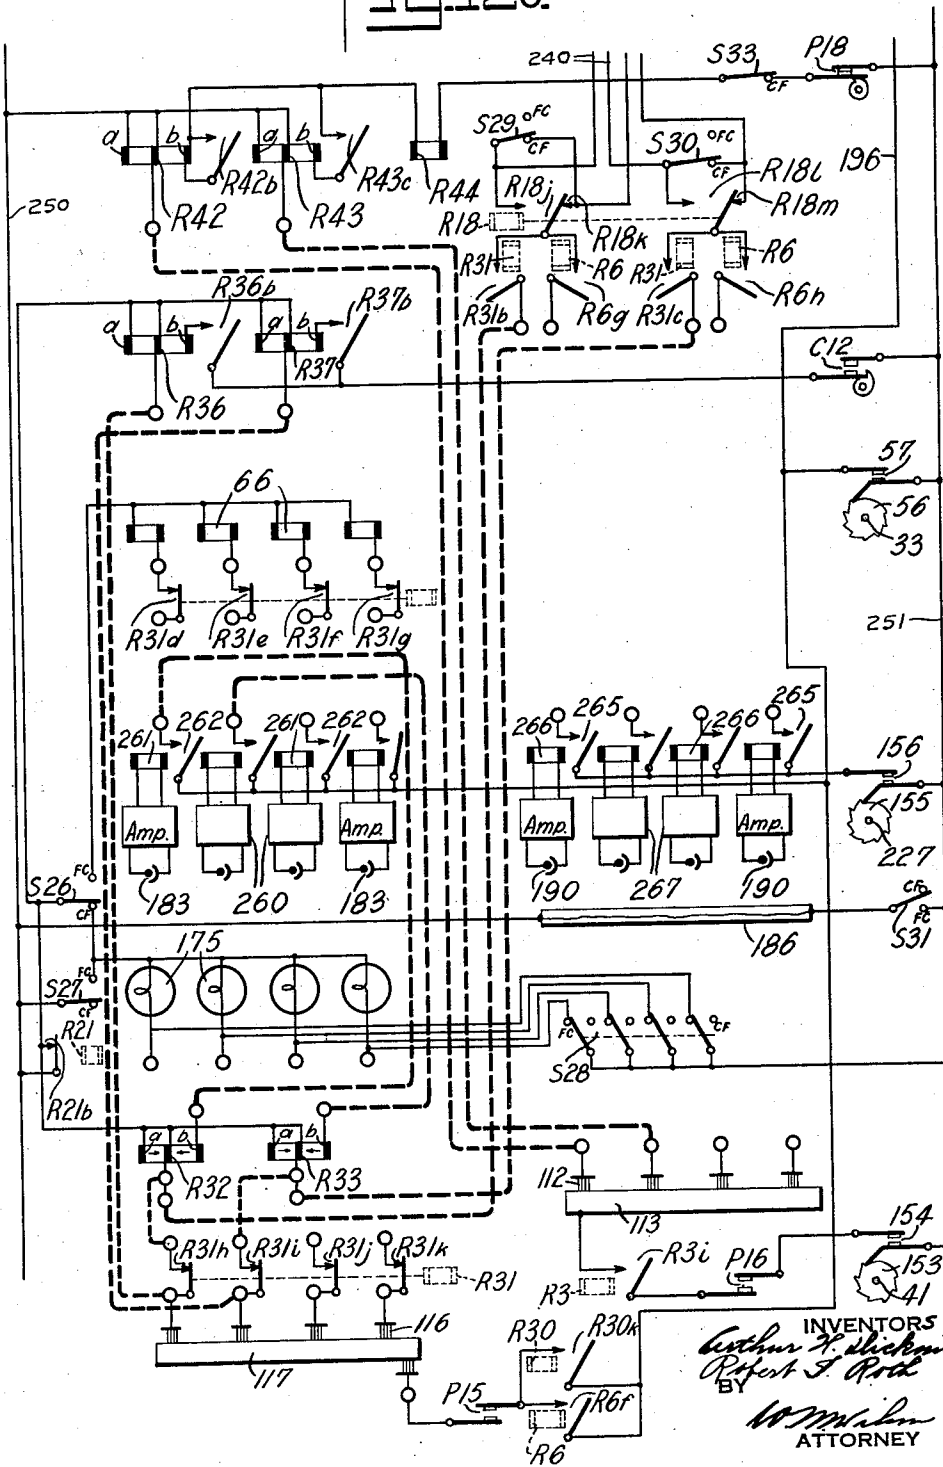 240
S33
P18
CF
S29
FC
CF
S30
FC
CF
196
a
b
a
b
R42b
R43c
R44
R18j
R18l
R18
R18k
R18m
250
R42
R43
R31
R6
R31
R6
R31b
R6g
R31c
R6h
R36b
R37b
a
b
a
b
R37
R36
C12
57
56
33
66
251
R31d
R31e
R31f
R31g
261
262
261
262
266
265
266
265
156
Amp.
Amp.
Amp.
Amp.
155
227
183
260
183
190
267
190
S26
FC
CF
186
CF
FC
S31
175
S27
FC
CF
R21
R21b
FC
S28
CF
a
b
a
b
R32
R33
112
113
R31h
R31i
R31j
R31k
R31
R3i
R3
P16
154
153
41
116
117
R30
R30k
P15
R6f
R6
INVENTORS
Arthur H. Dickin
Robert F. Roth
BY
ATTORNEY